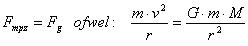 F_mpz = F_g ofwel: m · v² / r = G · m · M / r²